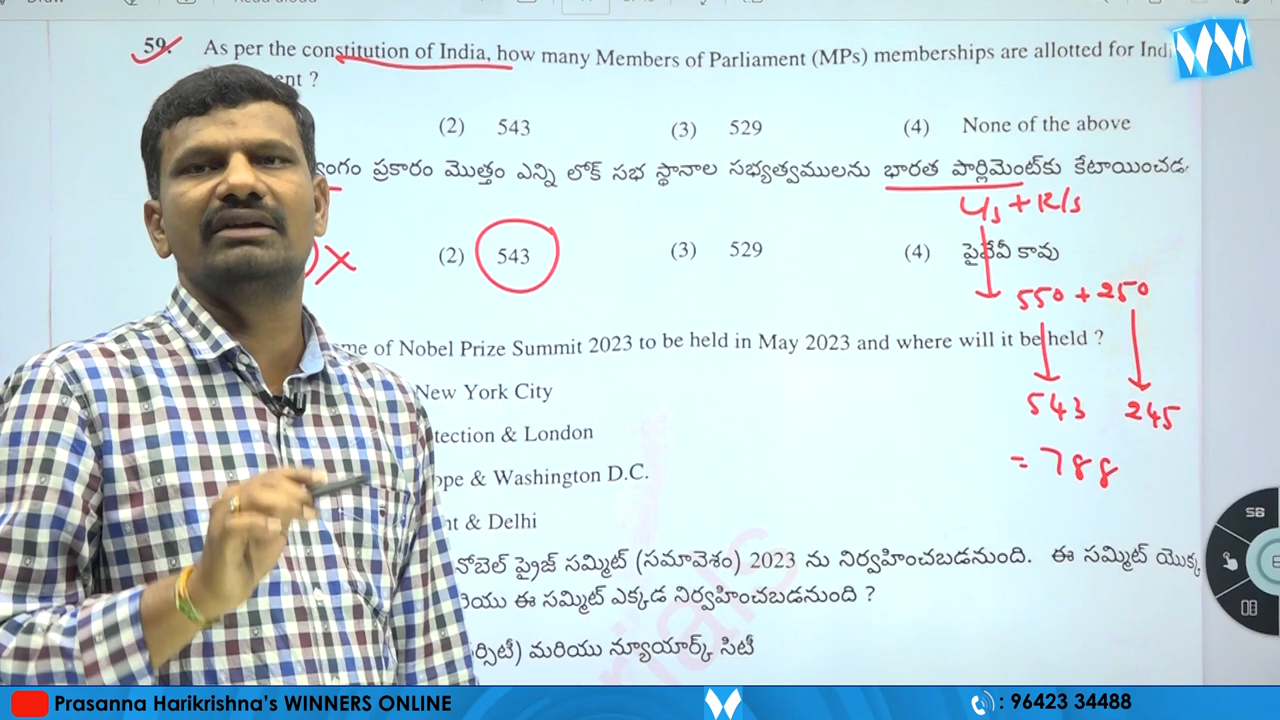 59. As per the constitution of India, how many Members of Parliament (MPs) memberships are allotted for Indi
ent ?
(2) 543 (3) 529 (4) None of the above
ంగం ప్రకారం మొత్తం ఎన్ని లోక్ సభ స్థానాల సభ్యత్వములను భారత పార్లిమెంట్‌కు కేటాయించడ
+ R/s
(2) 543 (3) 529 (4) పైవేవీ కావు
550 + 250
me of Nobel Prize Summit 2023 to be held in May 2023 and where will it be held ?
New York City
543 245
tection & London
= 788
ope & Washington D.C.
nt & Delhi
నోబెల్ ప్రైజ్ సమ్మిట్ (సమావేశం) 2023 ను నిర్వహించబడనుంది. ఈ సమ్మిట్ యొక్క
రియు ఈ సమ్మిట్ ఎక్కడ నిర్వహించబడనుంది ?
ర్సిటీ) మరియు న్యూయార్క్ సిటీ
Prasanna Harikrishna's WINNERS ONLINE : 96423 34488